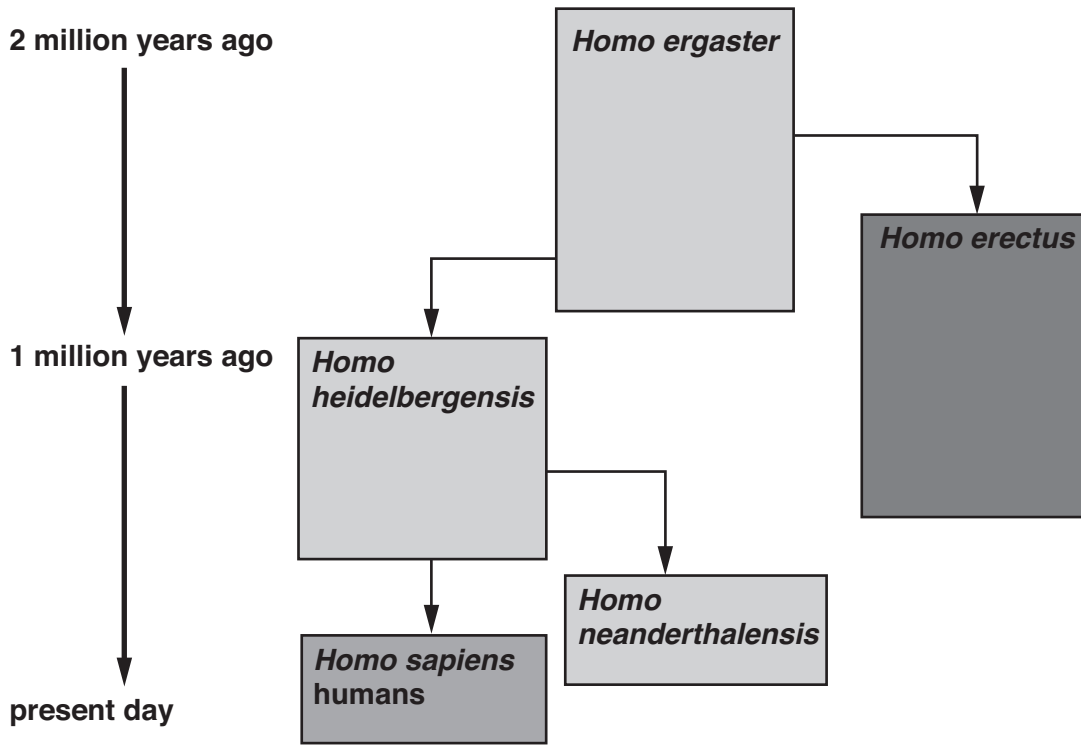 2 million years ago
Homo ergaster
Homo erectus
1 million years ago
Homo
heidelbergensis
Homo
neanderthalensis
Homo sapiens
humans
present day